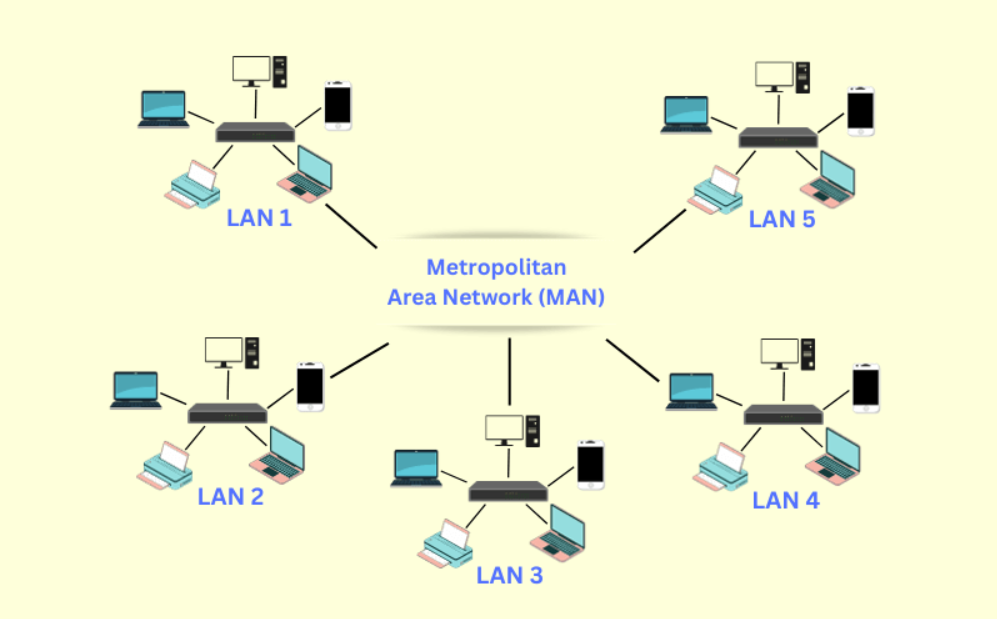 LAN 1
LAN 5
Metropolitan
Area Network (MAN)
LAN 2
LAN 4
LAN 3